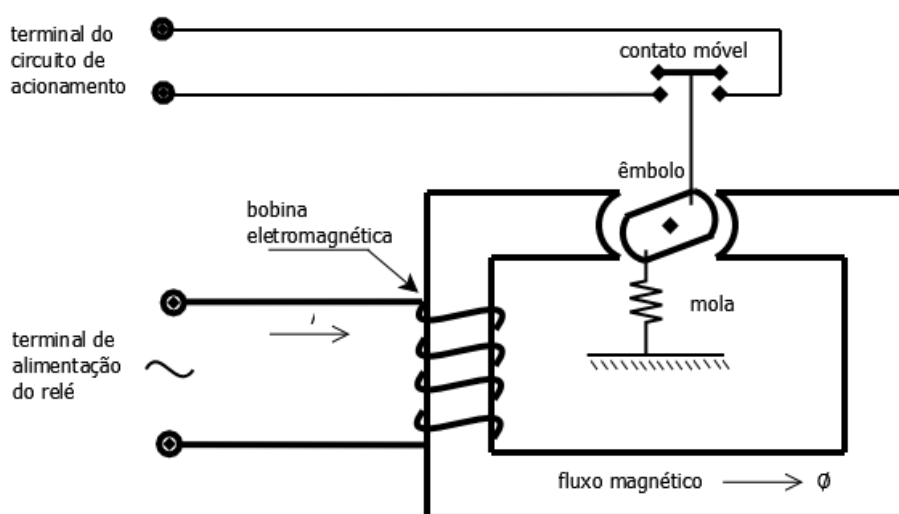 terminal do
circuito de
acionamento
contato móvel
êmbolo
bobina
eletromagnética
mola
i
terminal de
alimentação
do relé
fluxo magnético
Ø